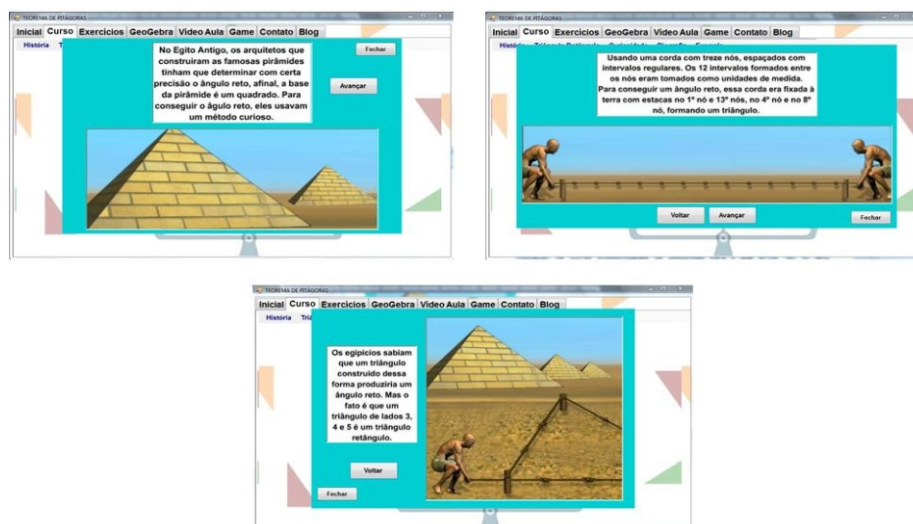 TEOREMA DE PITÁGORAS
Inicial Curso Exercicios GeoGebra Video Aula Game Contato Blog
História
No Egito Antigo, os arquitetos que
construiram as famosas pirâmides
tinham que determinar com certa
precisão o ângulo reto, afinal, a base
da pirâmide é um quadrado. Para
conseguir o âgulo reto, eles usavam
um método curioso.
Fechar
Avançar
TEOREMA DE PITÁGORAS
Inicial Curso Exercicios GeoGebra Video Aula Game Contato Blog
História
Usando uma corda com treze nós, espaçados com
intervalos regulares. Os 12 intervalos formados entre
os nós eram tomados como unidades de medida.
Para conseguir um ângulo reto, essa corda era fixada à
terra com estacas no 1º nó e 13º nós, no 4º nó e no 8º
nó, formando um triângulo.
Voltar
Avançar
Fechar
TEOREMA DE PITÁGORAS
Inicial Curso Exercicios GeoGebra Video Aula Game Contato Blog
História
Os egipicios sabiam
que um triângulo
construido dessa
forma produziria um
ângulo reto. Mas o
fato é que um
triângulo de lados 3,
4 e 5 é um triângulo
retângulo.
Voltar
Fechar